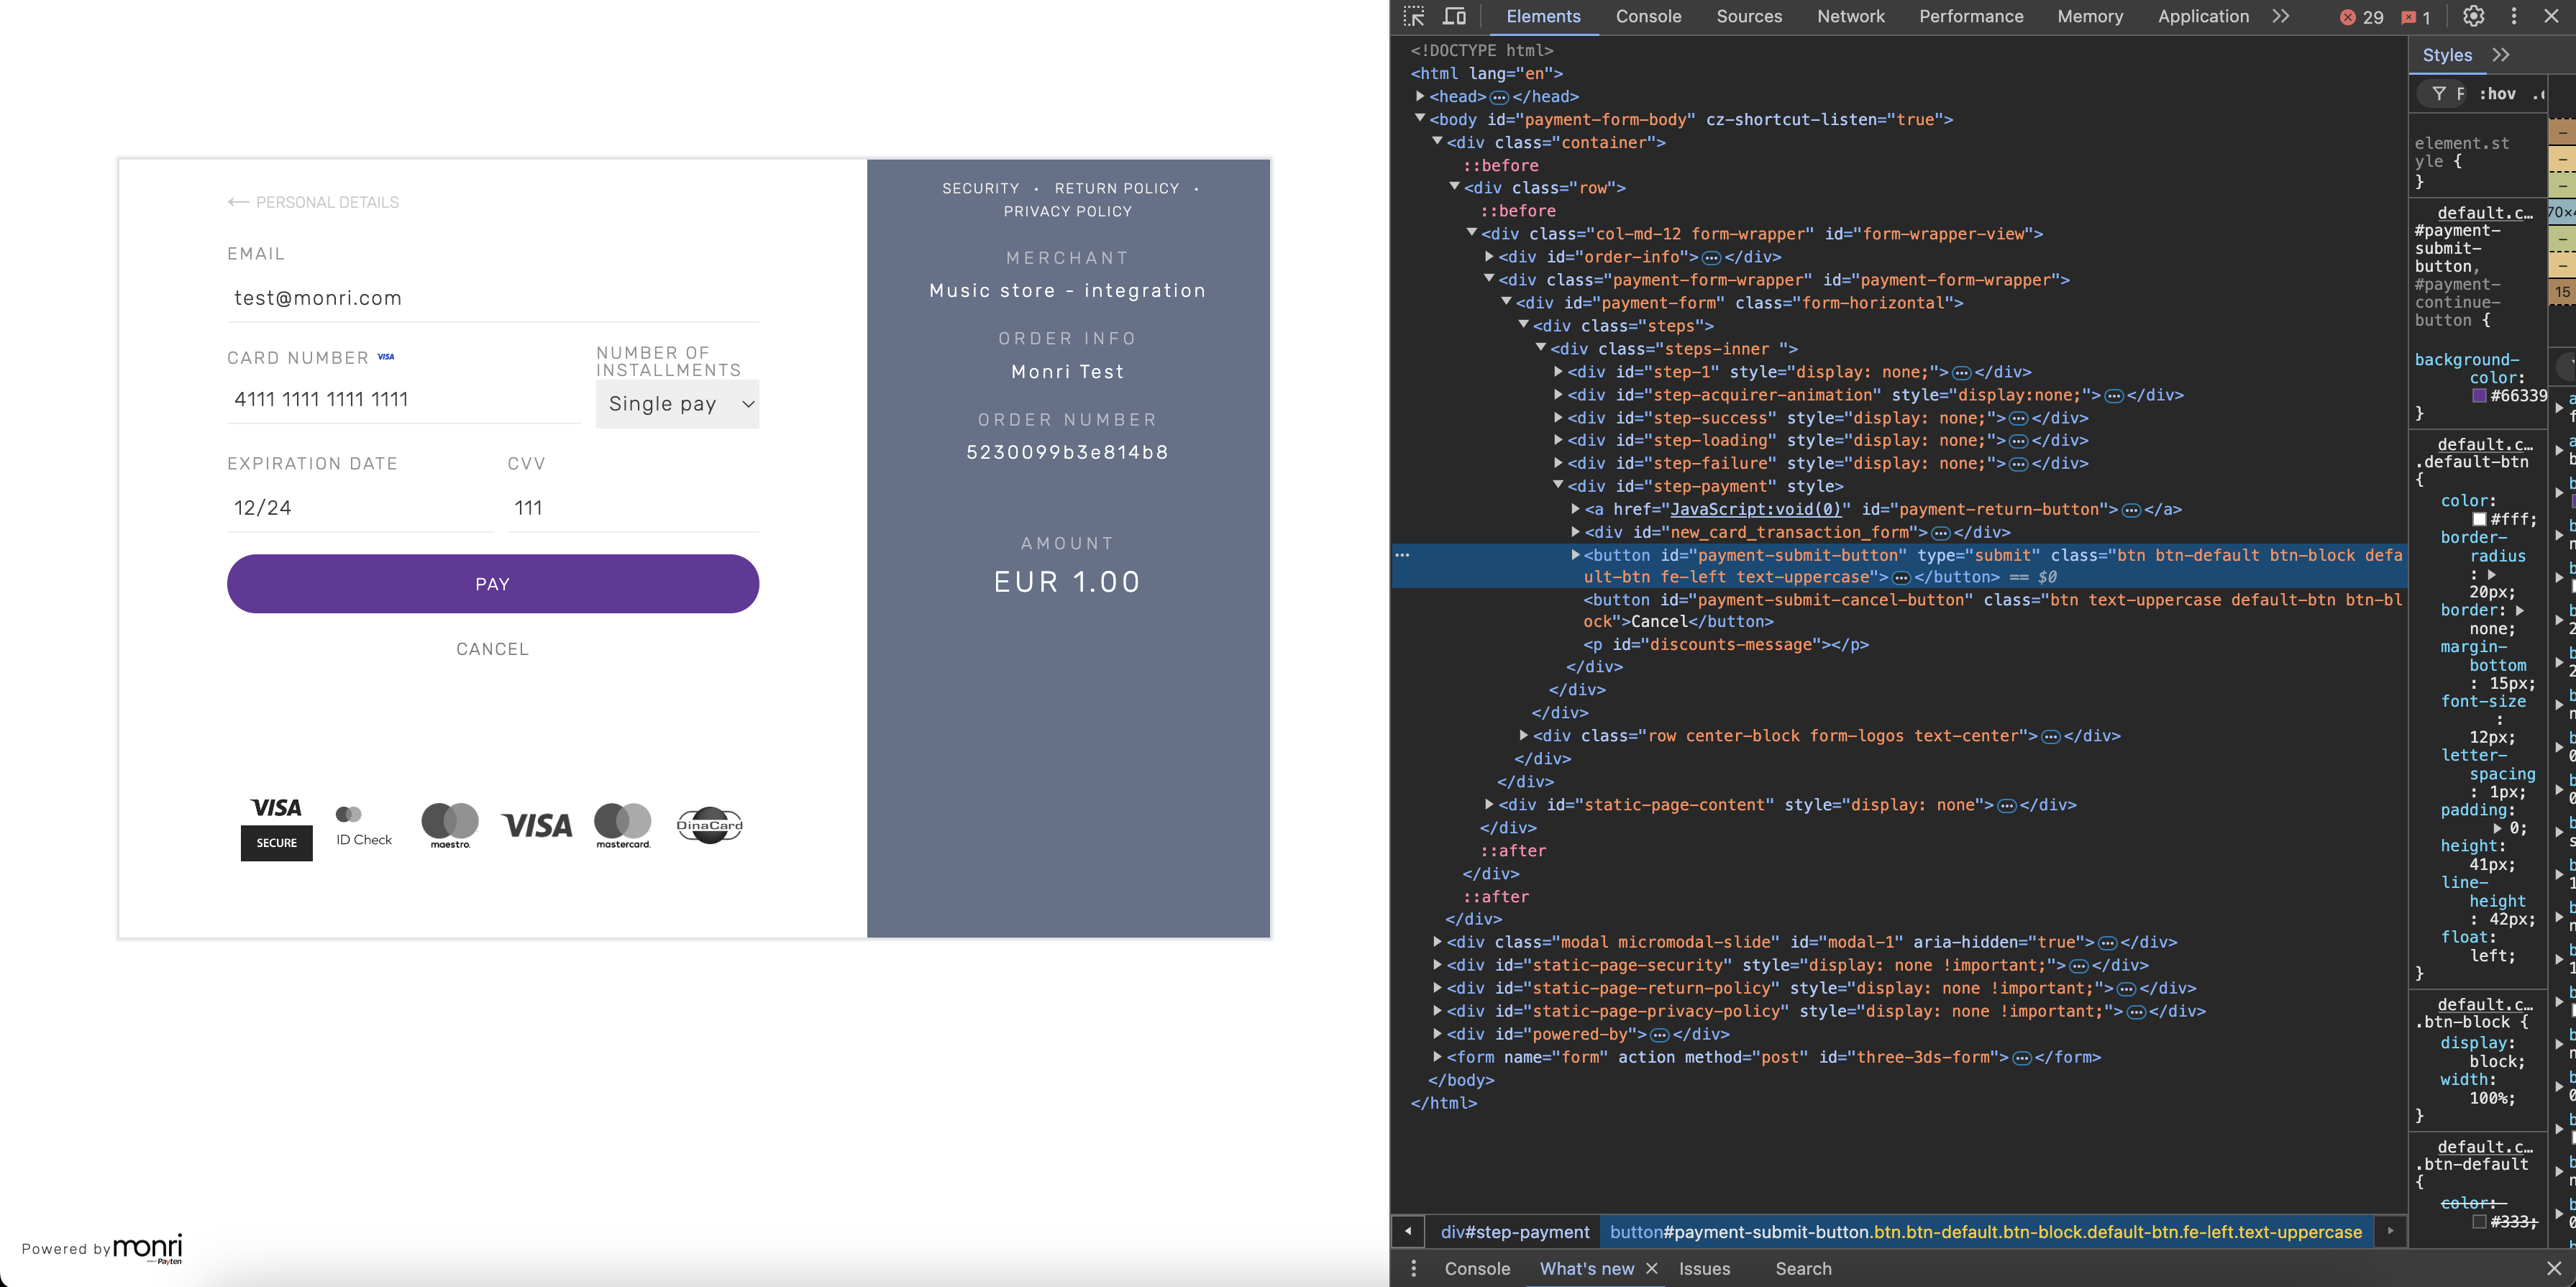 ← PERSONAL DETAILS
EMAIL
test@monri.com
CARD NUMBER VISA
4111 1111 1111 1111
NUMBER OF
INSTALLMENTS
Single pay
EXPIRATION DATE
12/24
CVV
111
PAY
CANCEL
VISA
SECURE
ID Check
maestro.
VISA
mastercard.
DinaCard
SECURITY • RETURN POLICY •
PRIVACY POLICY
MERCHANT
Music store - integration
ORDER INFO
Monri Test
ORDER NUMBER
5230099b3e814b8
AMOUNT
EUR 1.00
Powered by monri
Payten
Elements Console Sources Network Performance Memory Application 29 1
<!DOCTYPE html>
<html lang="en">
<head> </head>
<body id="payment-form-body" cz-shortcut-listen="true">
<div class="container">
::before
<div class="row">
::before
<div class="col-md-12 form-wrapper" id="form-wrapper-view">
<div id="order-info"> </div>
<div class="payment-form-wrapper" id="payment-form-wrapper">
<div id="payment-form" class="form-horizontal">
<div class="steps">
<div class="steps-inner ">
<div id="step-1" style="display: none;"> </div>
<div id="step-acquirer-animation" style="display:none;"> </div>
<div id="step-success" style="display: none;"> </div>
<div id="step-loading" style="display: none;"> </div>
<div id="step-failure" style="display: none;"> </div>
<div id="step-payment" style>
<a href="JavaScript:void(0)" id="payment-return-button"> </a>
<div id="new_card_transaction_form"> </div>
<button id="payment-submit-button" type="submit" class="btn btn-default btn-block defa
ult-btn fe-left text-uppercase"> </button> == $0
<button id="payment-submit-cancel-button" class="btn text-uppercase default-btn btn-bl
ock">Cancel</button>
<p id="discounts-message"></p>
</div>
</div>
</div>
<div class="row center-block form-logos text-center"> </div>
</div>
</div>
<div id="static-page-content" style="display: none"> </div>
</div>
::after
</div>
::after
</div>
<div class="modal micromodal-slide" id="modal-1" aria-hidden="true"> </div>
<div id="static-page-security" style="display: none !important;"> </div>
<div id="static-page-return-policy" style="display: none !important;"> </div>
<div id="static-page-privacy-policy" style="display: none !important;"> </div>
<div id="powered-by"> </div>
<form name="form" action method="post" id="three-3ds-form"> </form>
</body>
</html>
div#step-payment button#payment-submit-button.btn.btn-default.btn-block.default-btn.fe-left.text-uppercase
Console What's new Issues Search
Styles
F :hov
element.st
yle {
}
default.c…
#payment-
submit-
button,
#payment-
continue-
button {
background-
color:
#66339
}
default.c…
.default-btn
{
color:
#fff;
border-
radius
:
20px;
border:
none;
margin-
bottom
: 15px;
font-size
:
12px;
letter-
spacing
: 1px;
padding:
0;
height:
41px;
line-
height
: 42px;
float:
left;
}
default.c…
.btn-block {
display:
block;
width:
100%;
}
default.c…
.btn-default
{
color:
#333;
15